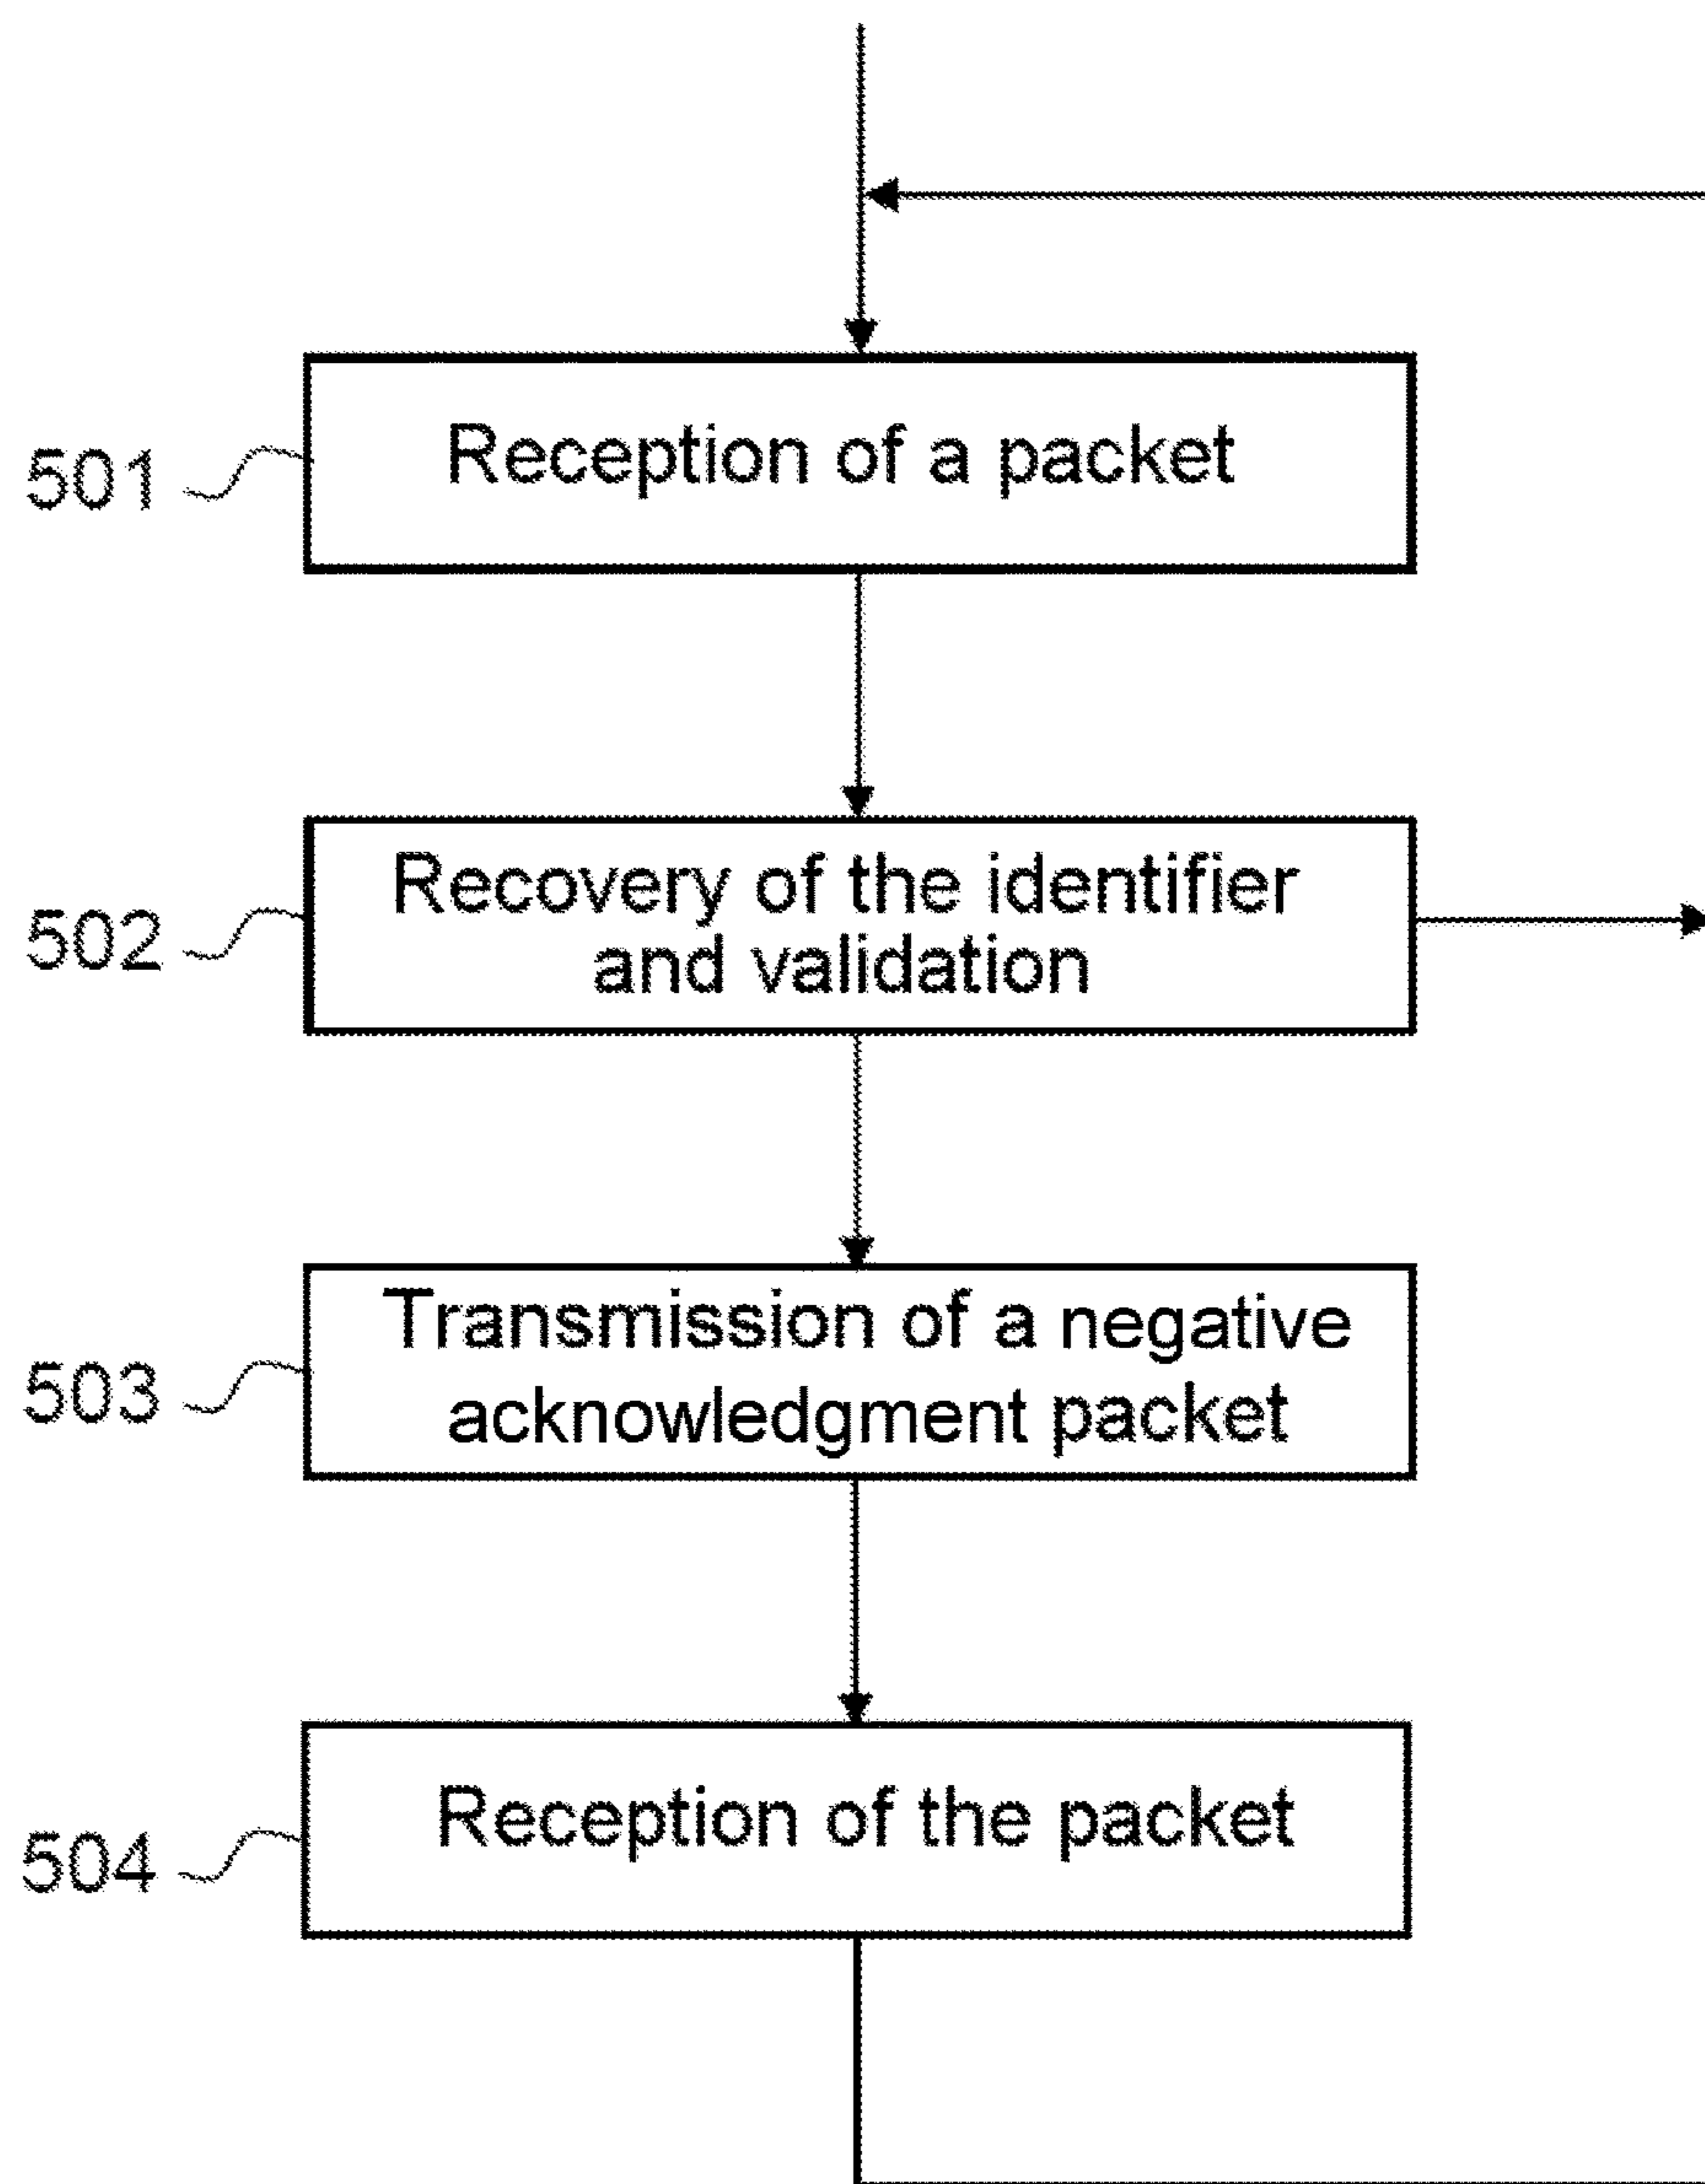 501
Reception of a packet
502
Recovery of the identifier
and validation
503
Transmission of a negative
acknowledgment packet
504
Reception of the packet